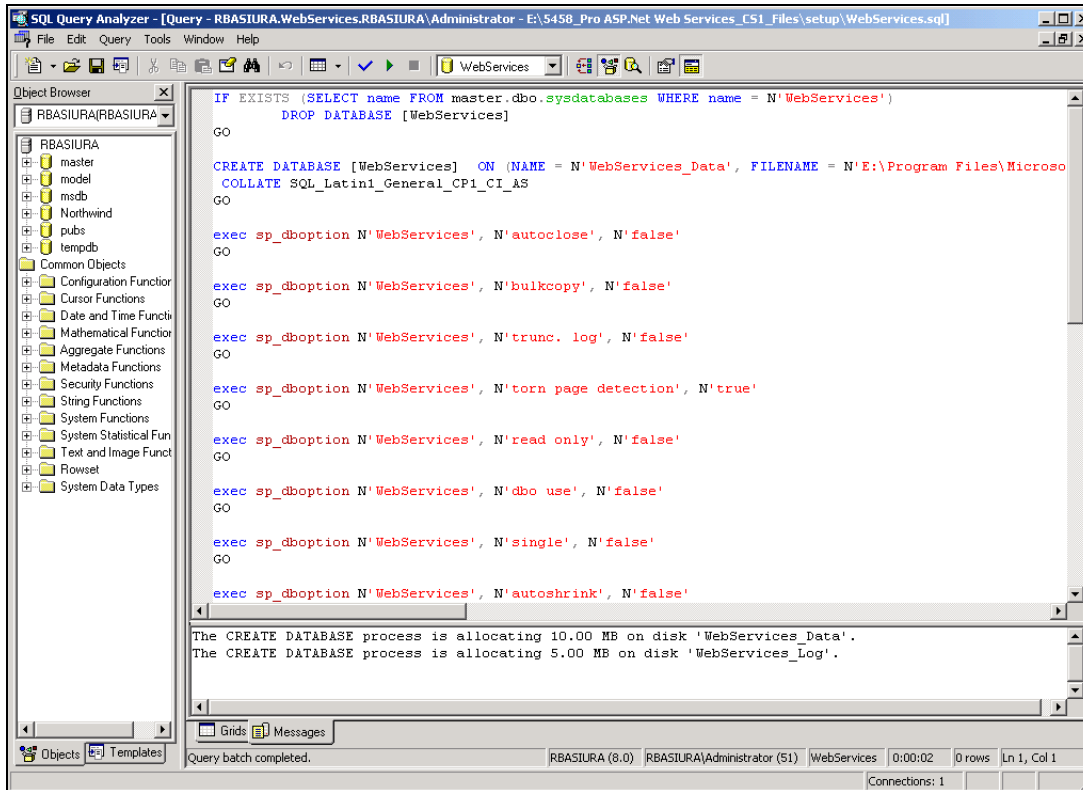 SQL Query Analyzer - [Query - RBASIURA.WebServices.RBASIURA\Administrator - E:\5458_Pro ASP.Net Web Services_CS1_Files\setup\WebServices.sql]
File Edit Query Tools Window Help
WebServices
Object Browser
RBASIURA(RBASIURA
RBASIURA
master
model
msdb
Northwind
pubs
tempdb
Common Objects
Configuration Function
Cursor Functions
Date and Time Functi
Mathematical Function
Aggregate Functions
Metadata Functions
Security Functions
String Functions
System Functions
System Statistical Fun
Text and Image Funct
Rowset
System Data Types
Objects Templates
IF EXISTS (SELECT name FROM master.dbo.sysdatabases WHERE name = N'WebServices')
DROP DATABASE [WebServices]
GO
CREATE DATABASE [WebServices] ON (NAME = N'WebServices_Data', FILENAME = N'E:\Program Files\Microso
COLLATE SQL_Latin1_General_CP1_CI_AS
GO
exec sp_dboption N'WebServices', N'autoclose', N'false'
GO
exec sp_dboption N'WebServices', N'bulkcopy', N'false'
GO
exec sp_dboption N'WebServices', N'trunc. log', N'false'
GO
exec sp_dboption N'WebServices', N'torn page detection', N'true'
GO
exec sp_dboption N'WebServices', N'read only', N'false'
GO
exec sp_dboption N'WebServices', N'dbo use', N'false'
GO
exec sp_dboption N'WebServices', N'single', N'false'
GO
exec sp_dboption N'WebServices', N'autoshrink', N'false'
The CREATE DATABASE process is allocating 10.00 MB on disk 'WebServices_Data'.
The CREATE DATABASE process is allocating 5.00 MB on disk 'WebServices_Log'.
Grids Messages
Query batch completed. RBASIURA (8.0) RBASIURA\Administrator (51) WebServices 0:00:02 0 rows Ln 1, Col 1
Connections: 1